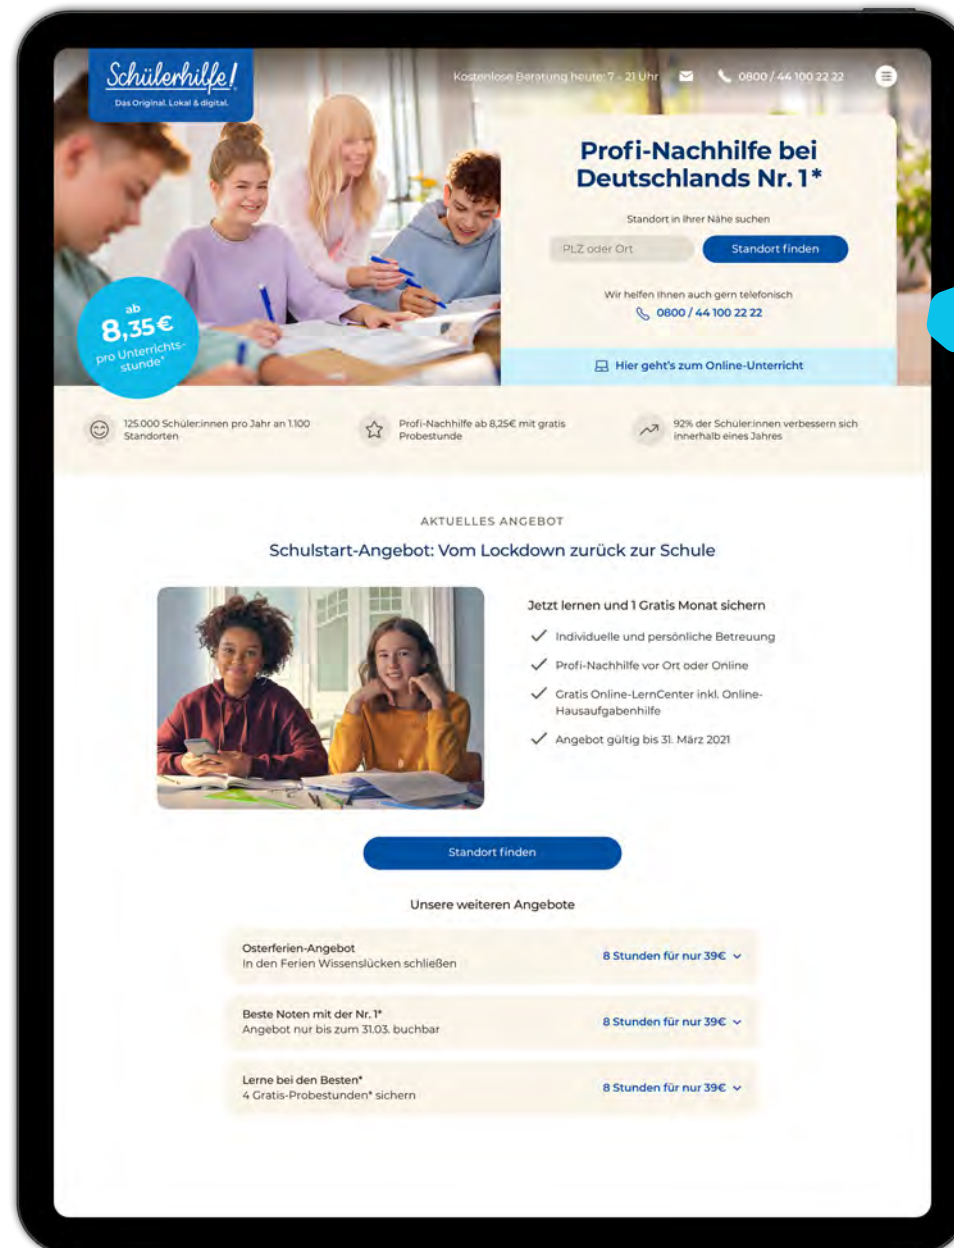 Schülerhilfe!
Das Original. Lokal & digital.
Kostenlose Beratung heute: 7 - 21 Uhr
0800 / 44 100 22 22
Profi-Nachhilfe bei
Deutschlands Nr. 1*
Standort in Ihrer Nähe suchen
PLZ oder Ort
Standort finden
Wir helfen Ihnen auch gern telefonisch
0800 / 44 100 22 22
Hier geht's zum Online-Unterricht
ab
8,35€
pro Unterrichts-
stunde*
125.000 Schüler:innen pro Jahr an 1.100
Standorten
Profi-Nachhilfe ab 8,25€ mit gratis
Probestunde
92% der Schüler:innen verbessern sich
innerhalb eines Jahres
AKTUELLES ANGEBOT
Schulstart-Angebot: Vom Lockdown zurück zur Schule
Jetzt lernen und 1 Gratis Monat sichern
Individuelle und persönliche Betreuung
Profi-Nachhilfe vor Ort oder Online
Gratis Online-LernCenter inkl. Online-
Hausaufgabenhilfe
Angebot gültig bis 31. März 2021
Standort finden
Unsere weiteren Angebote
Osterferien-Angebot
In den Ferien Wissenslücken schließen
8 Stunden für nur 39€
Beste Noten mit der Nr. 1*
Angebot nur bis zum 31.03. buchbar
8 Stunden für nur 39€
Lerne bei den Besten*
4 Gratis-Probestunden* sichern
8 Stunden für nur 39€